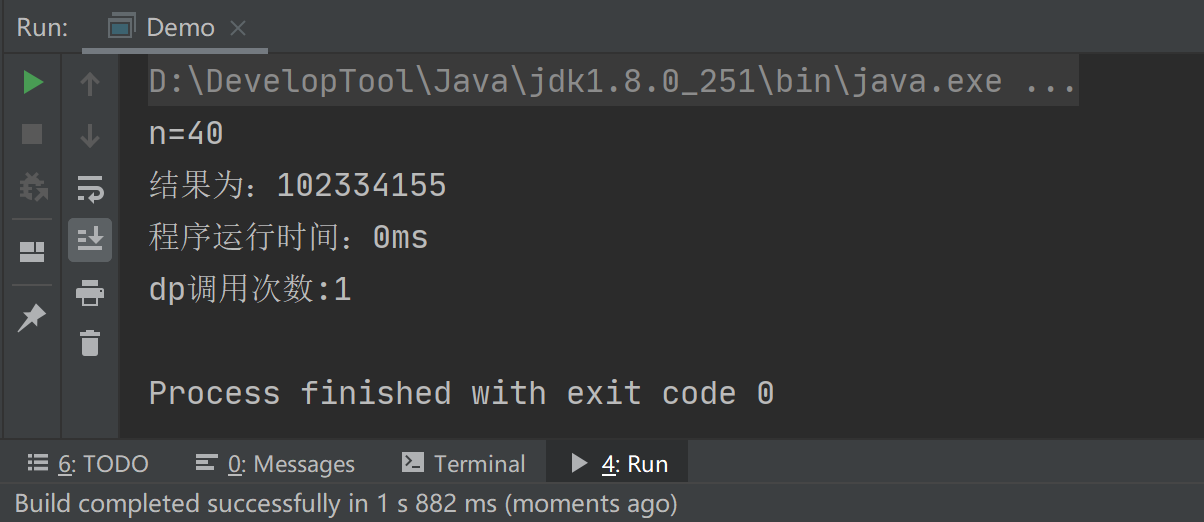 Run: Demo
D:\DevelopTool\Java\jdk1.8.0_251\bin\java.exe ...
n=40
结果为：102334155
程序运行时间：0ms
dp调用次数:1
Process finished with exit code 0
6: TODO 0: Messages Terminal 4: Run
Build completed successfully in 1 s 882 ms (moments ago)